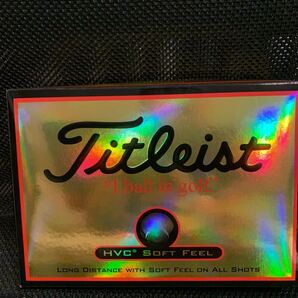 Titleist
#1 ball in golf.
HVC® SOFT FEEL
LONG DISTANCE WITH SOFT FEEL ON ALL SHOTS